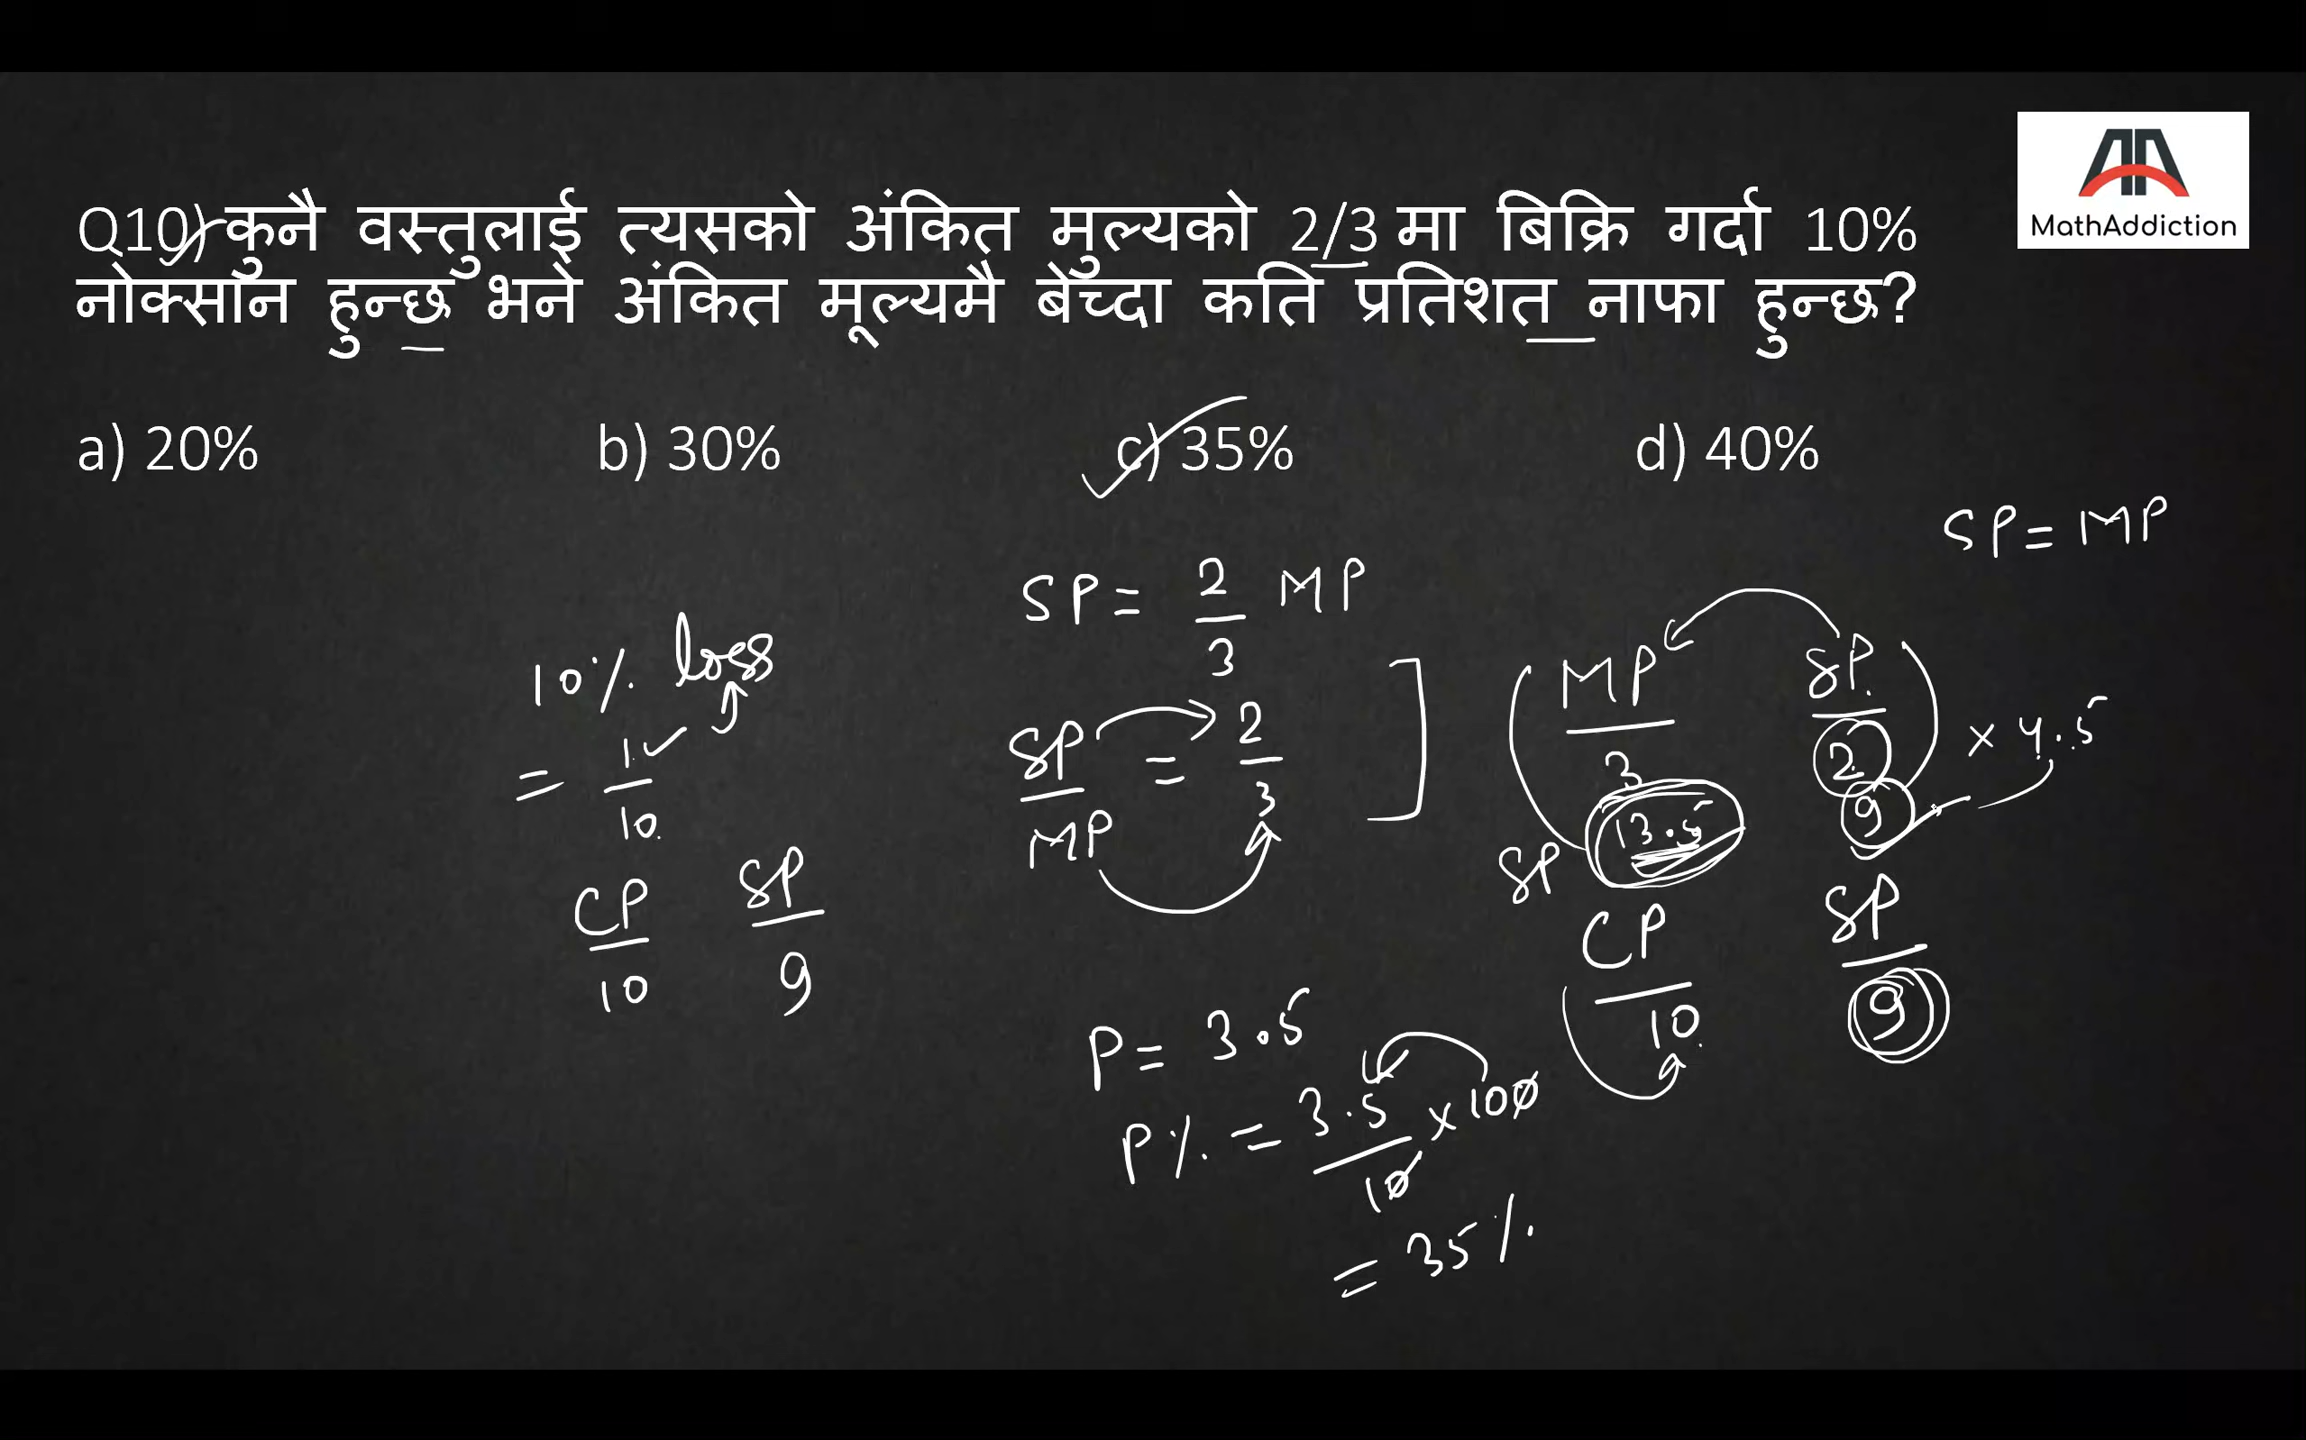 MathAddiction
Q10) कुनै वस्तुलाई त्यसको अंकित मुल्यको 2/3 मा बिक्रि गर्दा 10%
नोक्सान हुन्छ भने अंकित मूल्यमै बेच्दा कति प्रतिशत नाफा हुन्छ?
a) 20% b) 30% c) 35% d) 40%
SP = MP
SP = 2/3 MP
10% loss
= 1/10
CP/10 SP/9
SP/MP = 2/3
MP/3 SP/2 × 4.5
SP 13.5 9
CP/10 SP/9
P = 3.5
P% = 3.5/10 × 100
= 35%